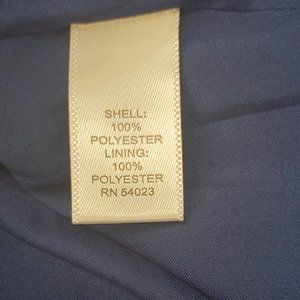 SHELL:
100%
POLYESTER
LINING:
100%
POLYESTER
RN 54023